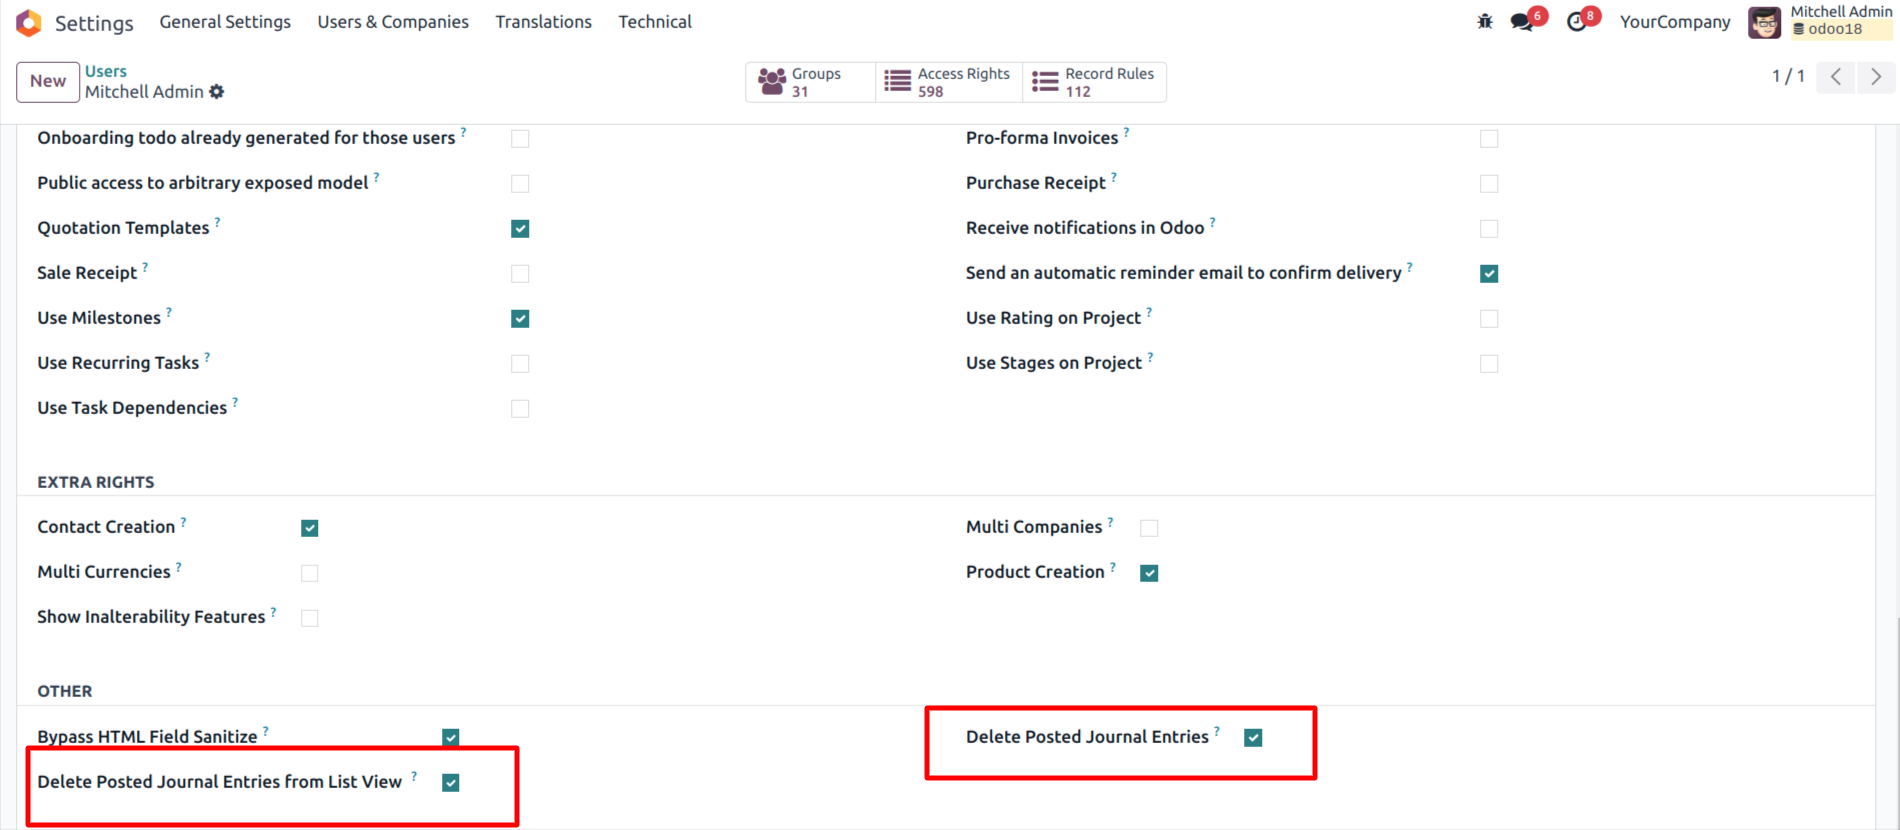 Settings General Settings Users & Companies Translations Technical 6 8 YourCompany Mitchell Admin
odoo18
New Users
Mitchell Admin
Groups
31
Access Rights
598
Record Rules
112
1 / 1
Onboarding todo already generated for those users ?
Pro-forma Invoices ?
Public access to arbitrary exposed model ?
Purchase Receipt ?
Quotation Templates ?
Receive notifications in Odoo ?
Sale Receipt ?
Send an automatic reminder email to confirm delivery ?
Use Milestones ?
Use Rating on Project ?
Use Recurring Tasks ?
Use Stages on Project ?
Use Task Dependencies ?
EXTRA RIGHTS
Contact Creation ?
Multi Companies ?
Multi Currencies ?
Product Creation ?
Show Inalterability Features ?
OTHER
Bypass HTML Field Sanitize ?
Delete Posted Journal Entries ?
Delete Posted Journal Entries from List View ?